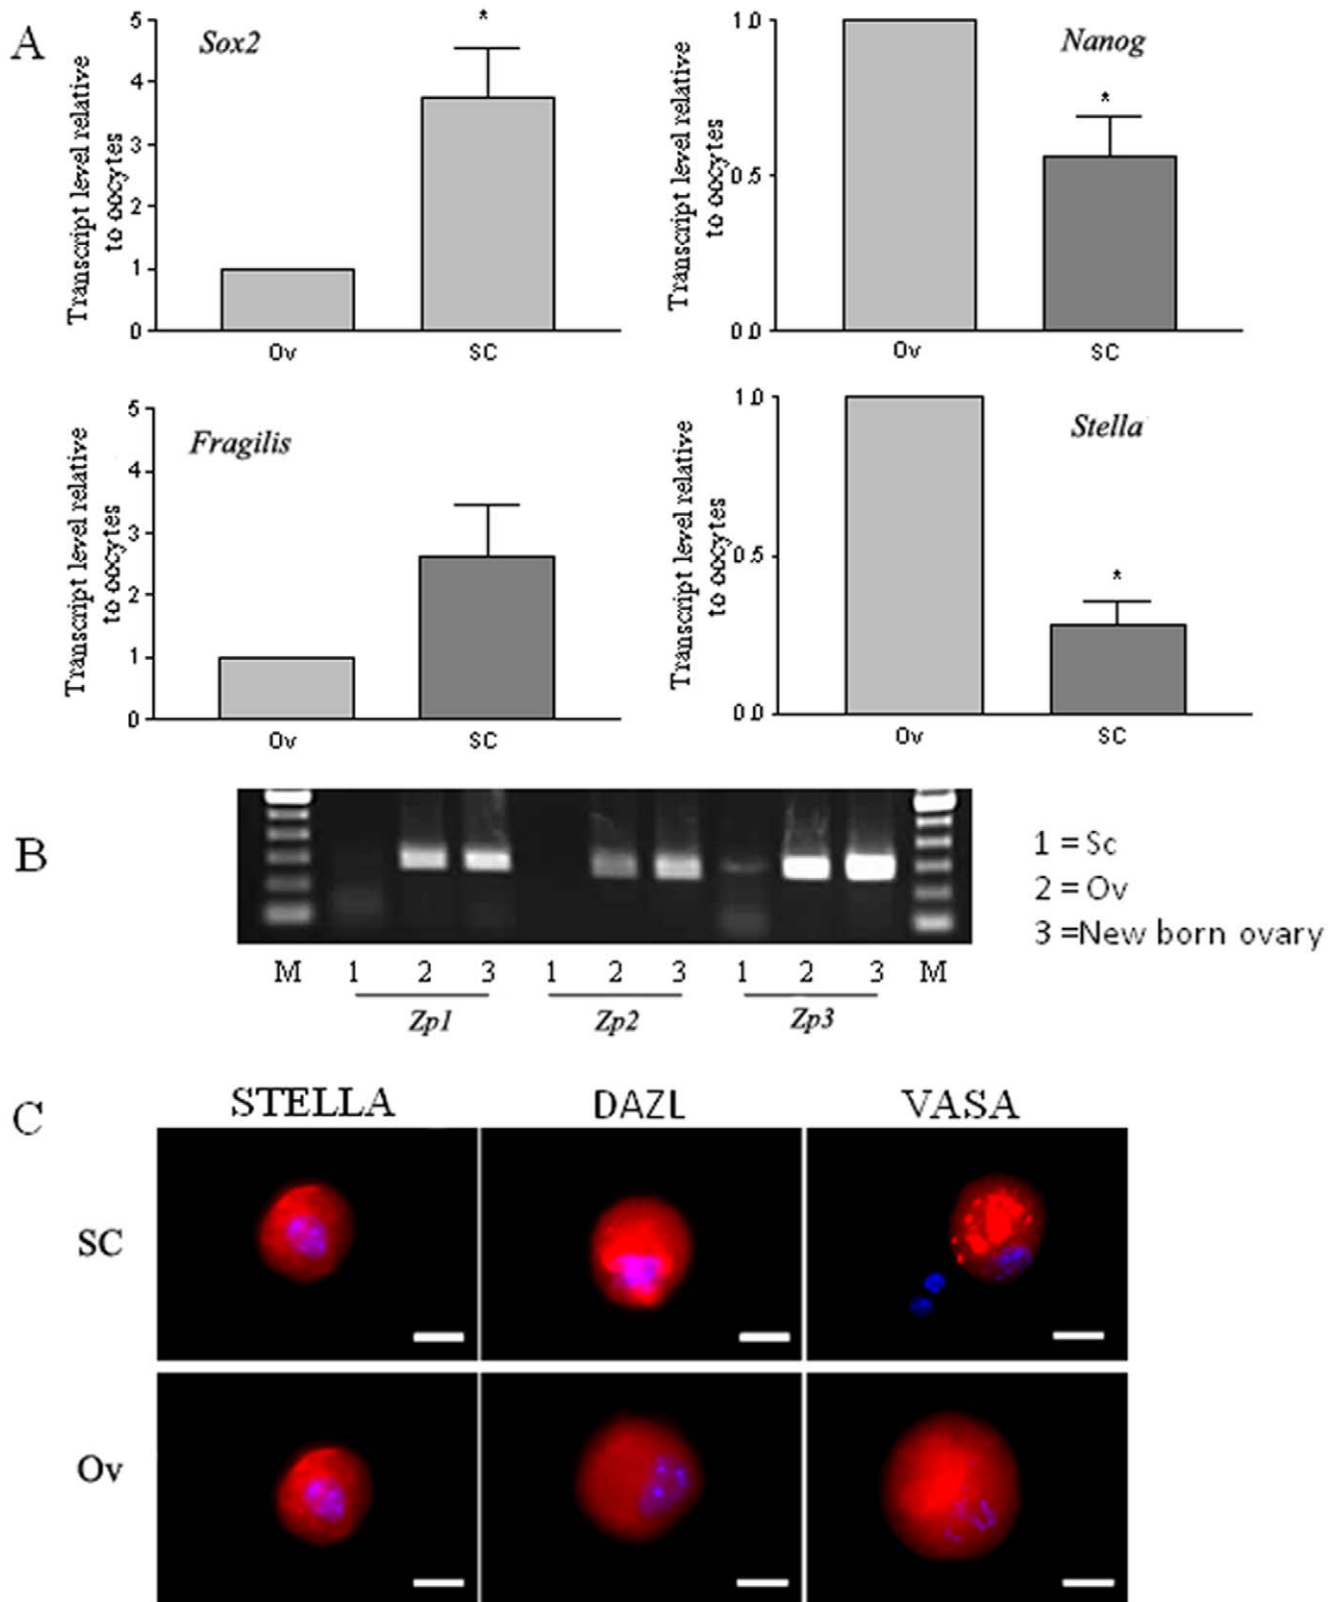 A
Sox2
Transcript level relative
to oocytes
5
4
3
2
1
0
Ov SC
*
Nanog
Transcript level relative
to oocytes
1.0
0.5
0.0
Ov SC
*
Fragilis
Transcript level relative
to oocytes
5
4
3
2
1
0
Ov SC
Stella
Transcript level relative
to oocytes
1.0
0.5
0.0
Ov SC
*
B
1 = Sc
2 = Ov
3 =New born ovary
M 1 2 3 1 2 3 1 2 3 M
Zp1 Zp2 Zp3
C
STELLA DAZL VASA
SC
Ov